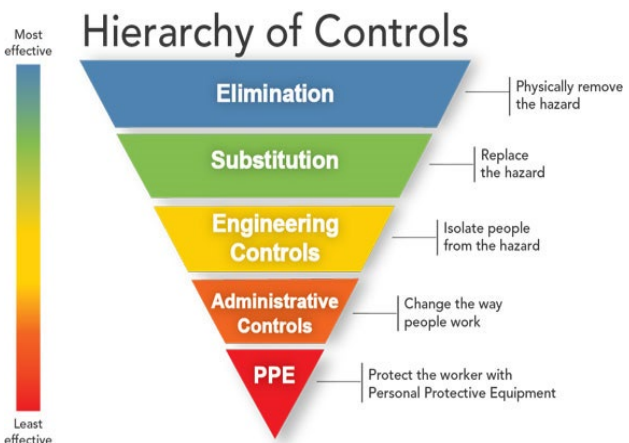 Most
effective
Hierarchy of Controls
Elimination
Physically remove
the hazard
Substitution
Replace
the hazard
Engineering
Controls
Isolate people
from the hazard
Administrative
Controls
Change the way
people work
PPE
Protect the worker with
Personal Protective Equipment
Least
effective